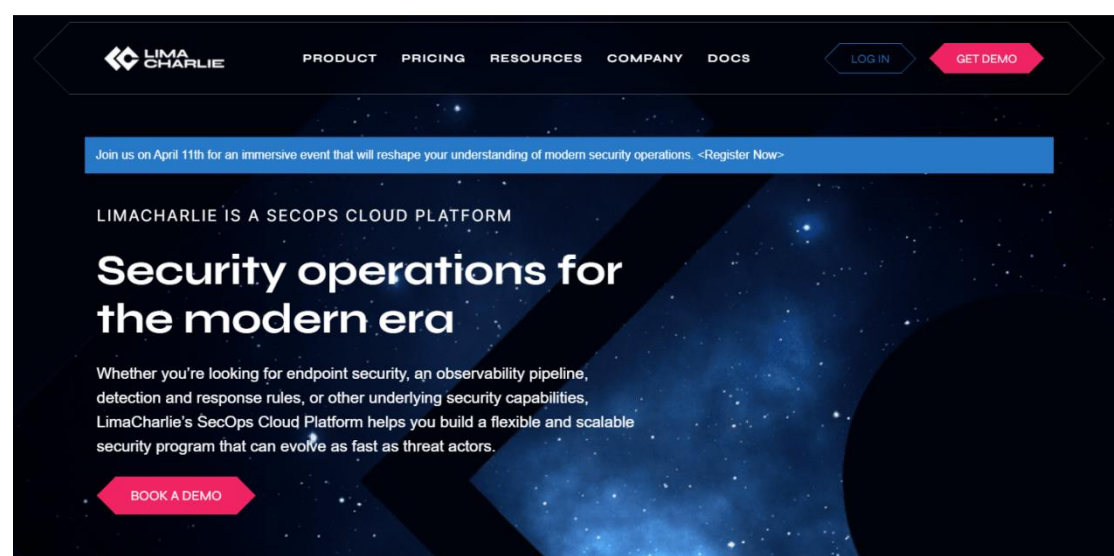 LIMA
CHARLIE
PRODUCT PRICING RESOURCES COMPANY DOCS LOG IN GET DEMO
Join us on April 11th for an immersive event that will reshape your understanding of modern security operations. <Register Now>
LIMACHARLIE IS A SECOPS CLOUD PLATFORM
Security operations for
the modern era
Whether you're looking for endpoint security, an observability pipeline,
detection and response rules, or other underlying security capabilities,
LimaCharlie's SecOps Cloud Platform helps you build a flexible and scalable
security program that can evolve as fast as threat actors.
BOOK A DEMO